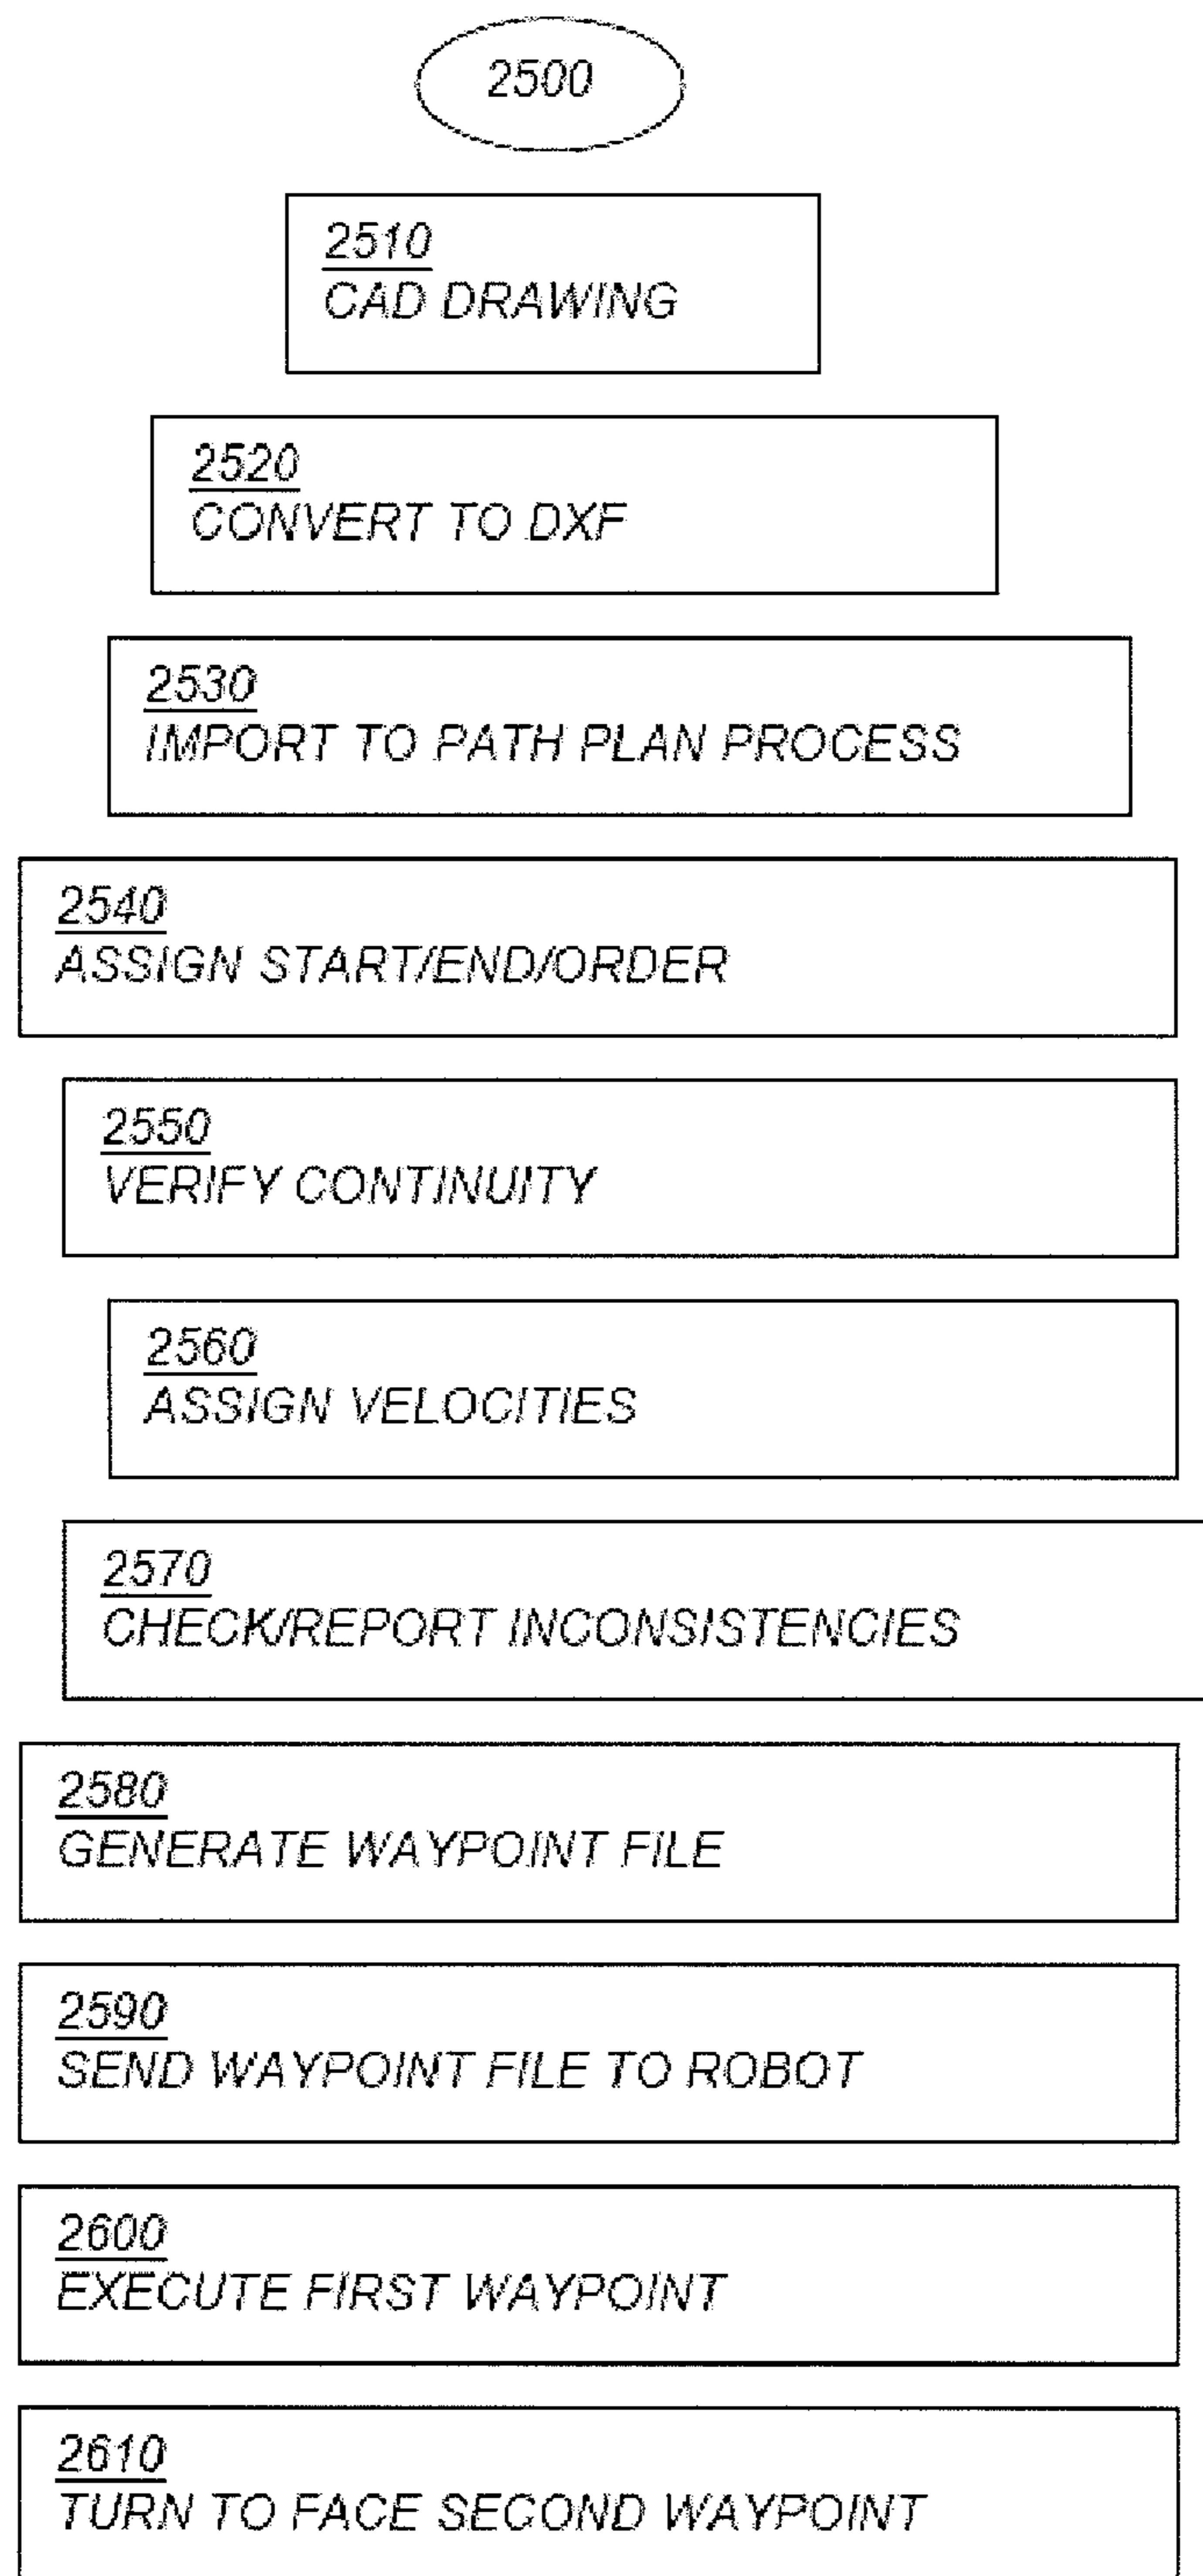 2500
2510
CAD DRAWING
2520
CONVERT TO DXF
2530
IMPORT TO PATH PLAN PROCESS
2540
ASSIGN START/END/ORDER
2550
VERIFY CONTINUITY
2560
ASSIGN VELOCITIES
2570
CHECK/REPORT INCONSISTENCIES
2580
GENERATE WAYPOINT FILE
2590
SEND WAYPOINT FILE TO ROBOT
2600
EXECUTE FIRST WAYPOINT
2610
TURN TO FACE SECOND WAYPOINT